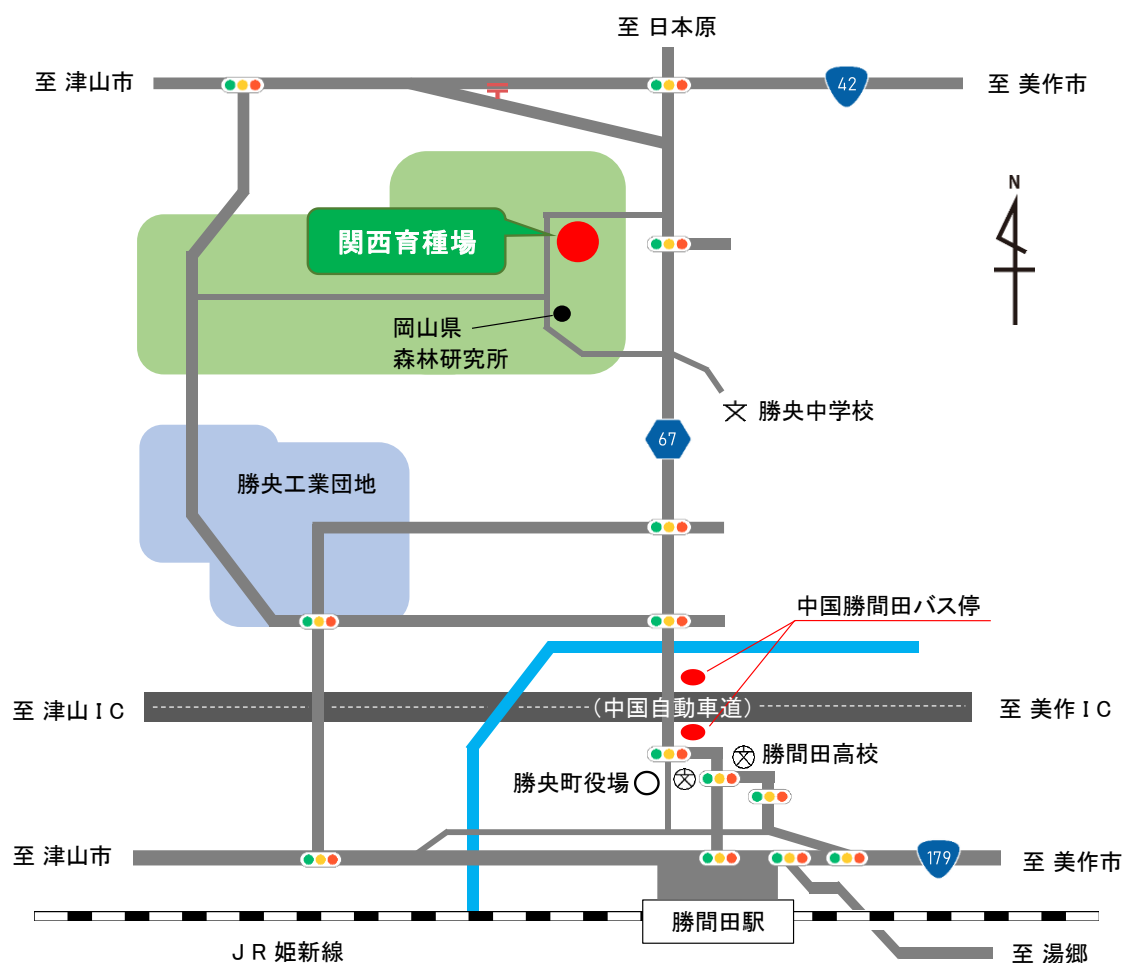 至 日本原
至 津山市
42
至 美作市
N
関西育種場
岡山県
森林研究所
勝央中学校
67
勝央工業団地
中国勝間田バス停
至 津山IC
(中国自動車道)
至 美作IC
勝間田高校
勝央町役場
至 津山市
179
至 美作市
勝間田駅
JR姫新線
至 湯郷